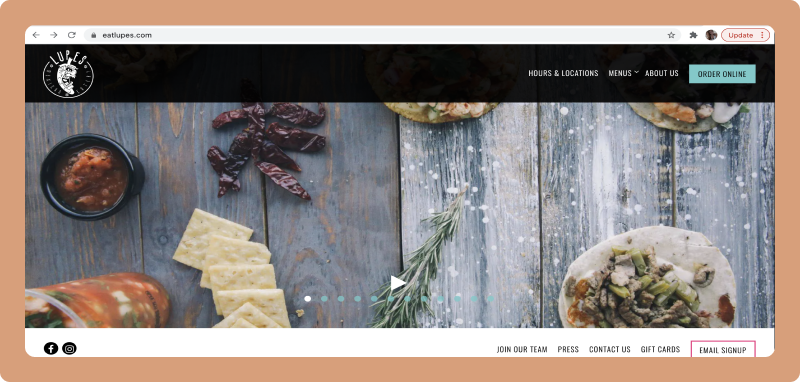 eatlupes.com
Update
LUPES
HOURS & LOCATIONS MENUS ABOUT US ORDER ONLINE
JOIN OUR TEAM PRESS CONTACT US GIFT CARDS EMAIL SIGNUP